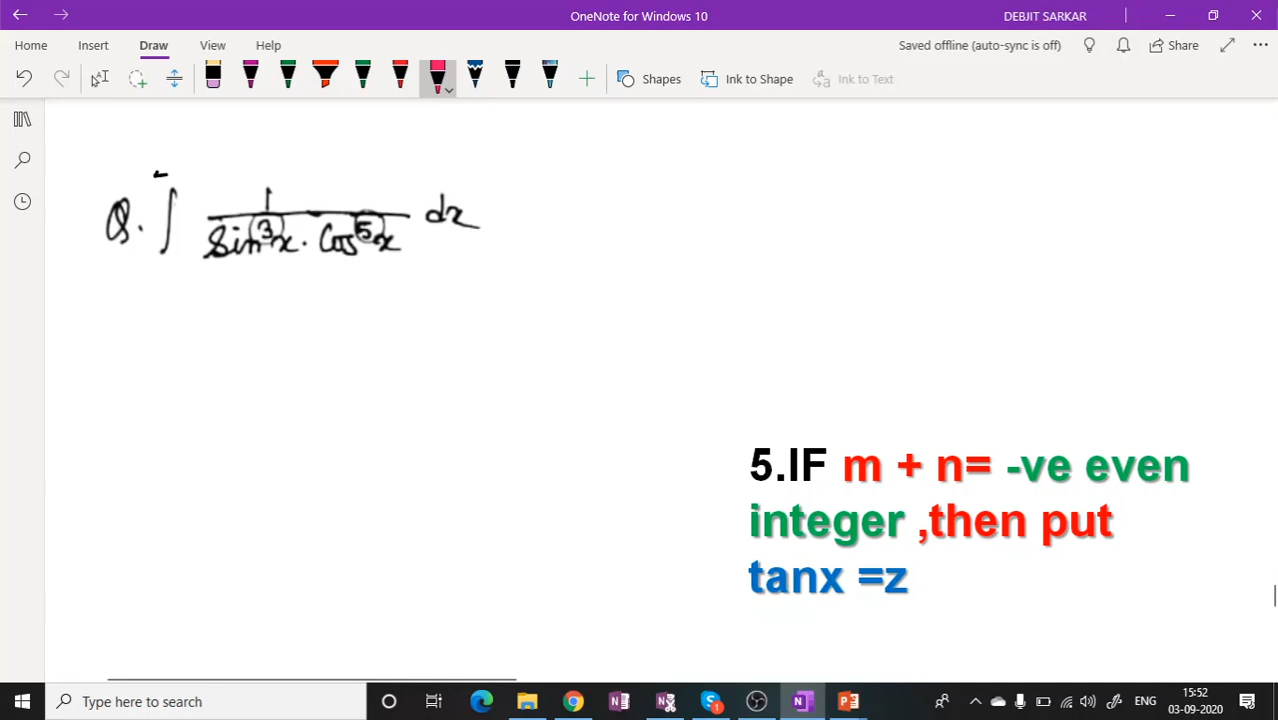 OneNote for Windows 10
DEBJIT SARKAR
Home Insert Draw View Help
Saved offline (auto-sync is off)
Share
Shapes
Ink to Shape
Ink to Text
Q. ∫ 1 / (Sin³x . Cos⁵x) dx
5.IF m + n= -ve even
integer ,then put
tanx =z
Type here to search
ENG
15:52
03-09-2020